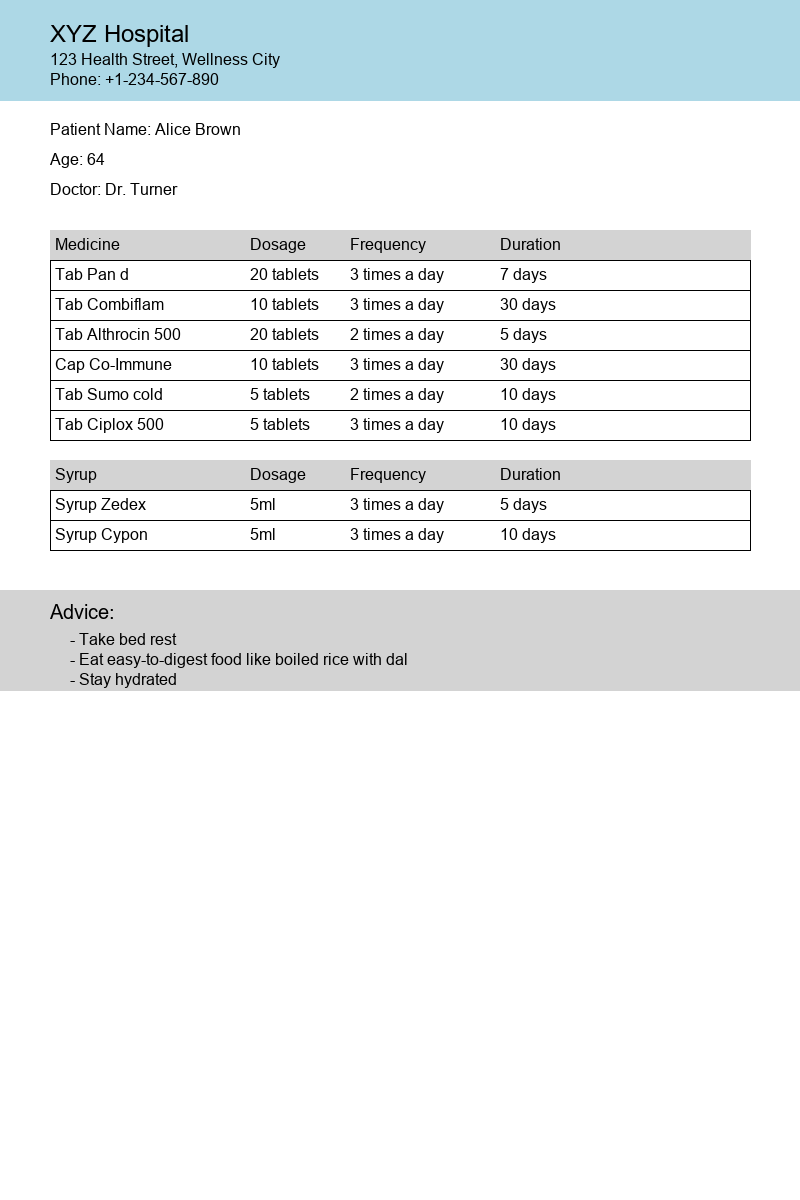 XYZ Hospital
123 Health Street, Wellness City
Phone: +1-234-567-890
Patient Name: Alice Brown
Age: 64
Doctor: Dr. Turner
Medicine Dosage Frequency Duration
Tab Pan d 20 tablets 3 times a day 7 days
Tab Combiflam 10 tablets 3 times a day 30 days
Tab Althrocin 500 20 tablets 2 times a day 5 days
Cap Co-Immune 10 tablets 3 times a day 30 days
Tab Sumo cold 5 tablets 2 times a day 10 days
Tab Ciplox 500 5 tablets 3 times a day 10 days
Syrup Dosage Frequency Duration
Syrup Zedex 5ml 3 times a day 5 days
Syrup Cypon 5ml 3 times a day 10 days
Advice:
- Take bed rest
- Eat easy-to-digest food like boiled rice with dal
- Stay hydrated